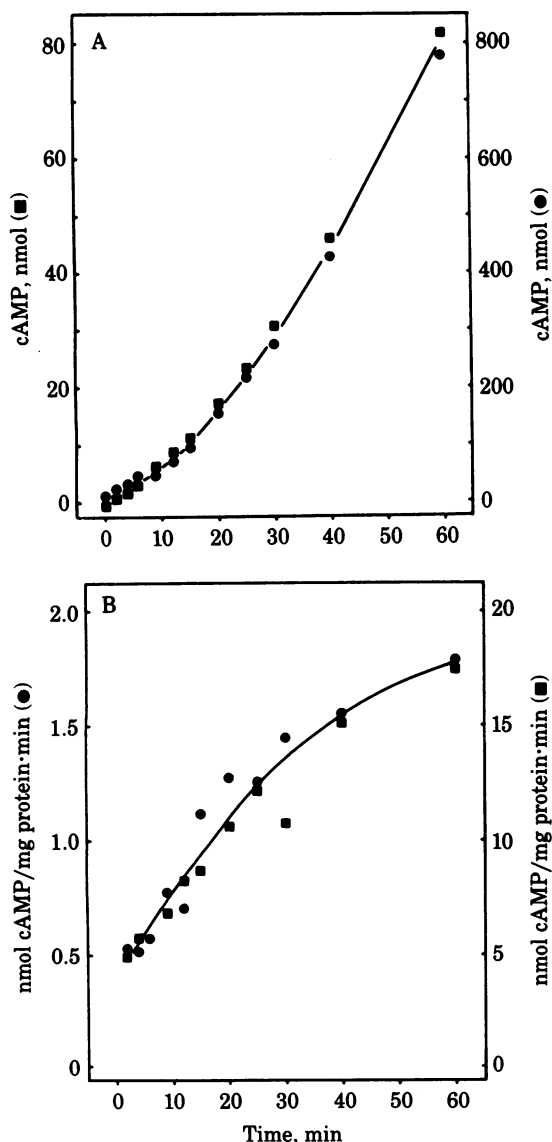 A
80
60
40
20
0
cAMP, nmol (■)
800
600
400
200
0
cAMP, nmol (●)
0 10 20 30 40 50 60
B
2.0
1.5
1.0
0.5
0
nmol cAMP/mg protein·min (●)
20
15
10
5
0
nmol cAMP/mg protein·min (■)
0 10 20 30 40 50 60
Time, min